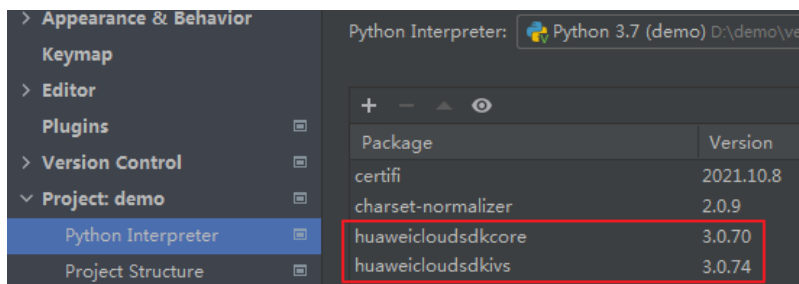 Appearance & Behavior
Keymap
Editor
Plugins
Version Control
Project: demo
Python Interpreter
Project Structure
Python Interpreter: Python 3.7 (demo) D:\demo\ve
Package Version
certifi 2021.10.8
charset-normalizer 2.0.9
huaweicloudsdkcore 3.0.70
huaweicloudsdkivs 3.0.74